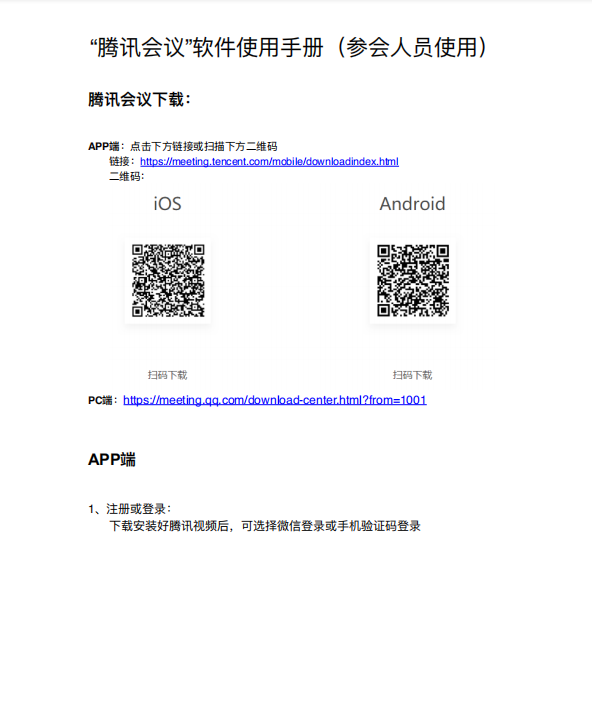 “腾讯会议”软件使用手册（参会人员使用）
腾讯会议下载：
APP端：点击下方链接或扫描下方二维码
链接：https://meeting.tencent.com/mobile/downloadindex.html
二维码：
iOS Android
扫码下载 扫码下载
PC端：https://meeting.qq.com/download-center.html?from=1001
APP端
1、注册或登录：
下载安装好腾讯视频后，可选择微信登录或手机验证码登录